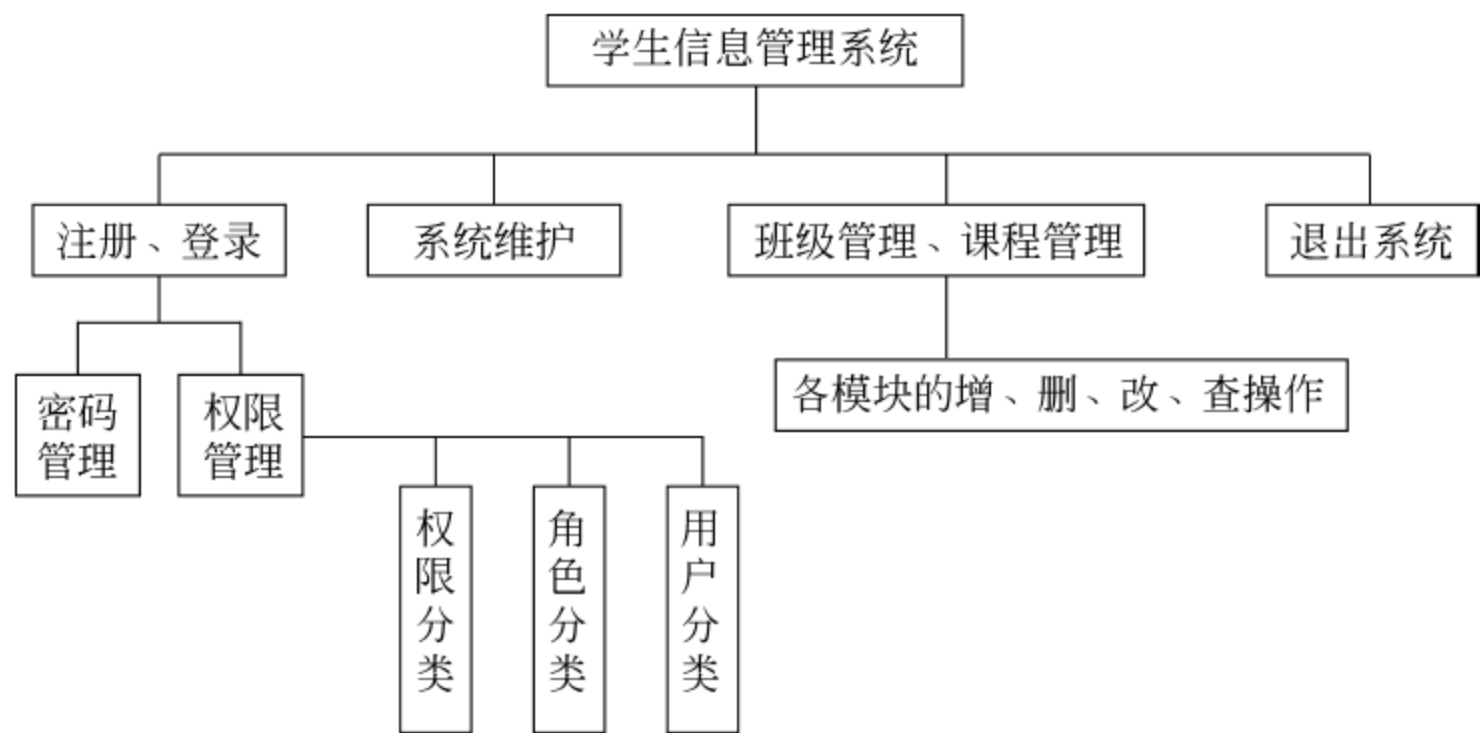 学生信息管理系统
注册、登录
系统维护
班级管理、课程管理
退出系统
密码
管理
权限
管理
各模块的增、删、改、查操作
权限分类
角色分类
用户分类